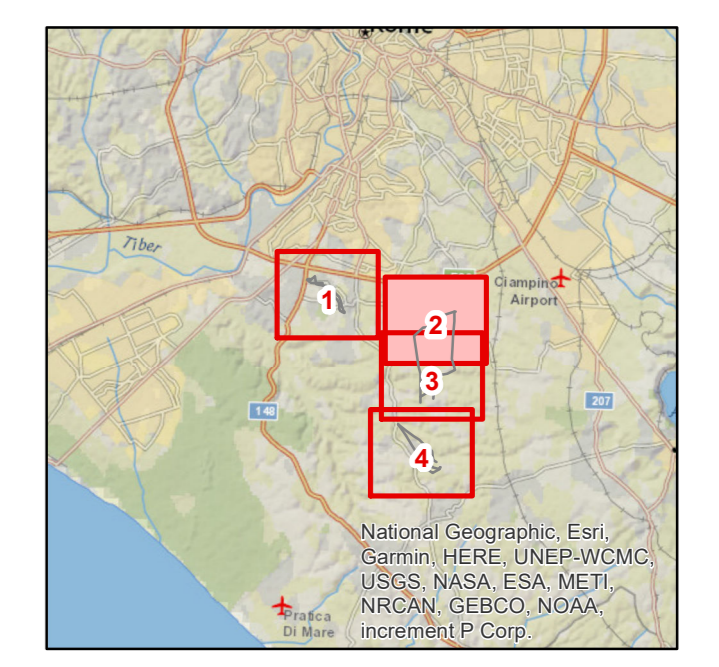 Rome
Tiber
Ciampino
Airport
1
2
3
148
207
4
National Geographic, Esri,
Garmin, HERE, UNEP-WCMC,
USGS, NASA, ESA, METI,
NRCAN, GEBCO, NOAA,
increment P Corp.
Pratica
Di Mare